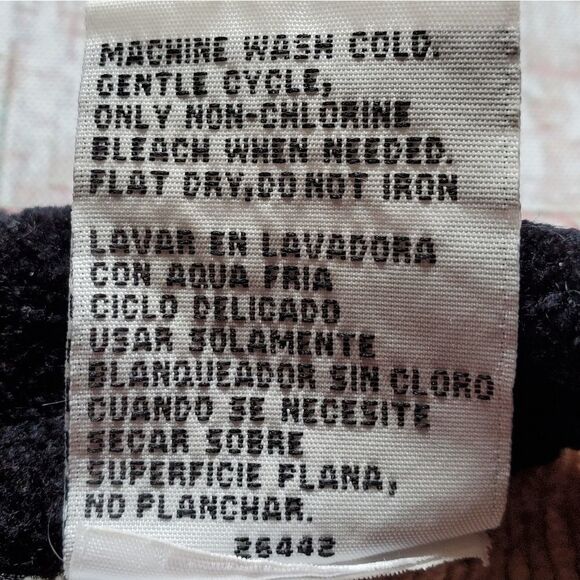 MACHINE WASH COLD.
GENTLE CYCLE,
ONLY NON-CHLORINE
BLEACH WHEN NEEDED.
FLAT DRY,DO NOT IRON
LAVAR EN LAVADORA
CON AQUA FRIA
CICLO DELICADO
USAR SOLAMENTE
BLANQUEADOR SIN CLORO
CUANDO SE NECESITE
SECAR SOBRE
SUPERFICIE PLANA,
NO PLANCHAR.
26442